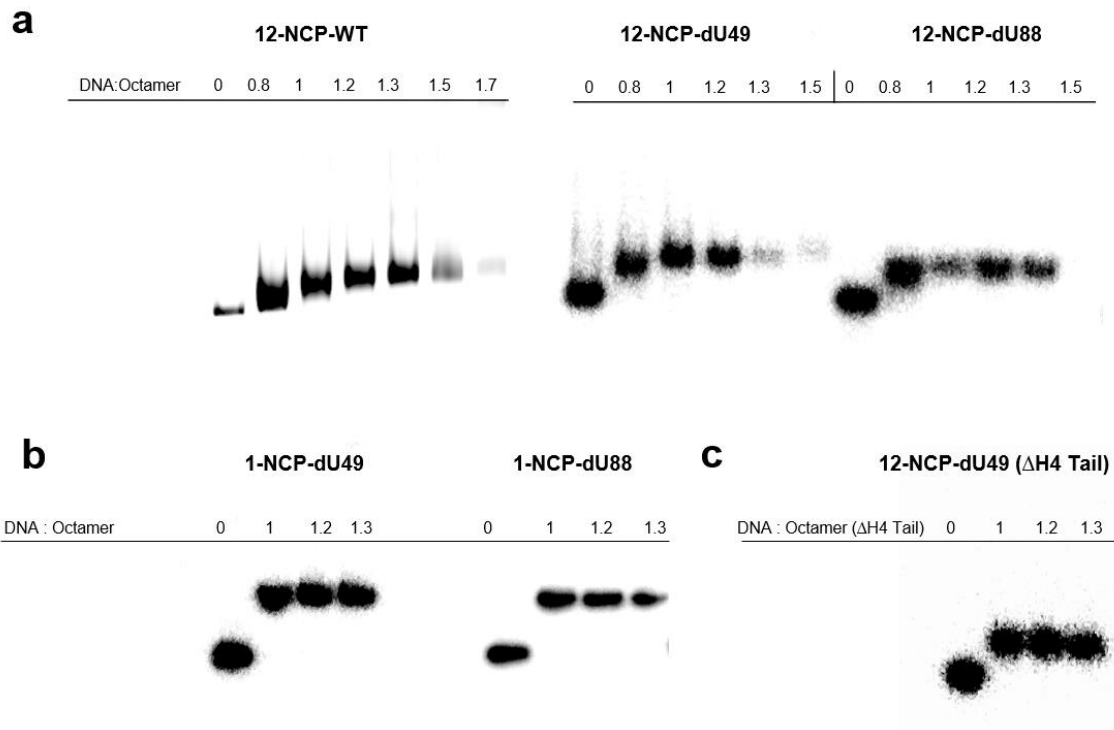 a
12-NCP-WT
12-NCP-dU49
12-NCP-dU88
DNA:Octamer 0 0.8 1 1.2 1.3 1.5 1.7
0 0.8 1 1.2 1.3 1.5 0 0.8 1 1.2 1.3 1.5
b
1-NCP-dU49
1-NCP-dU88
DNA : Octamer 0 1 1.2 1.3 0 1 1.2 1.3
c
12-NCP-dU49 (ΔH4 Tail)
DNA : Octamer (ΔH4 Tail) 0 1 1.2 1.3